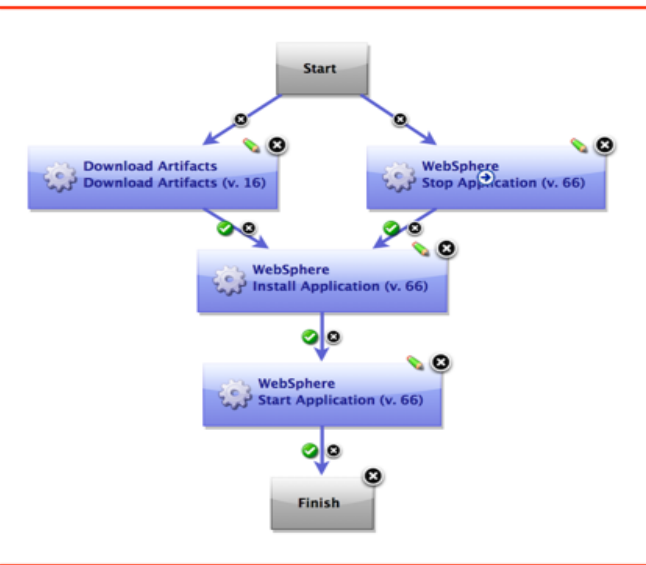 Start
Download Artifacts
Download Artifacts (v. 16)
WebSphere
Stop Application (v. 66)
WebSphere
Install Application (v. 66)
WebSphere
Start Application (v. 66)
Finish